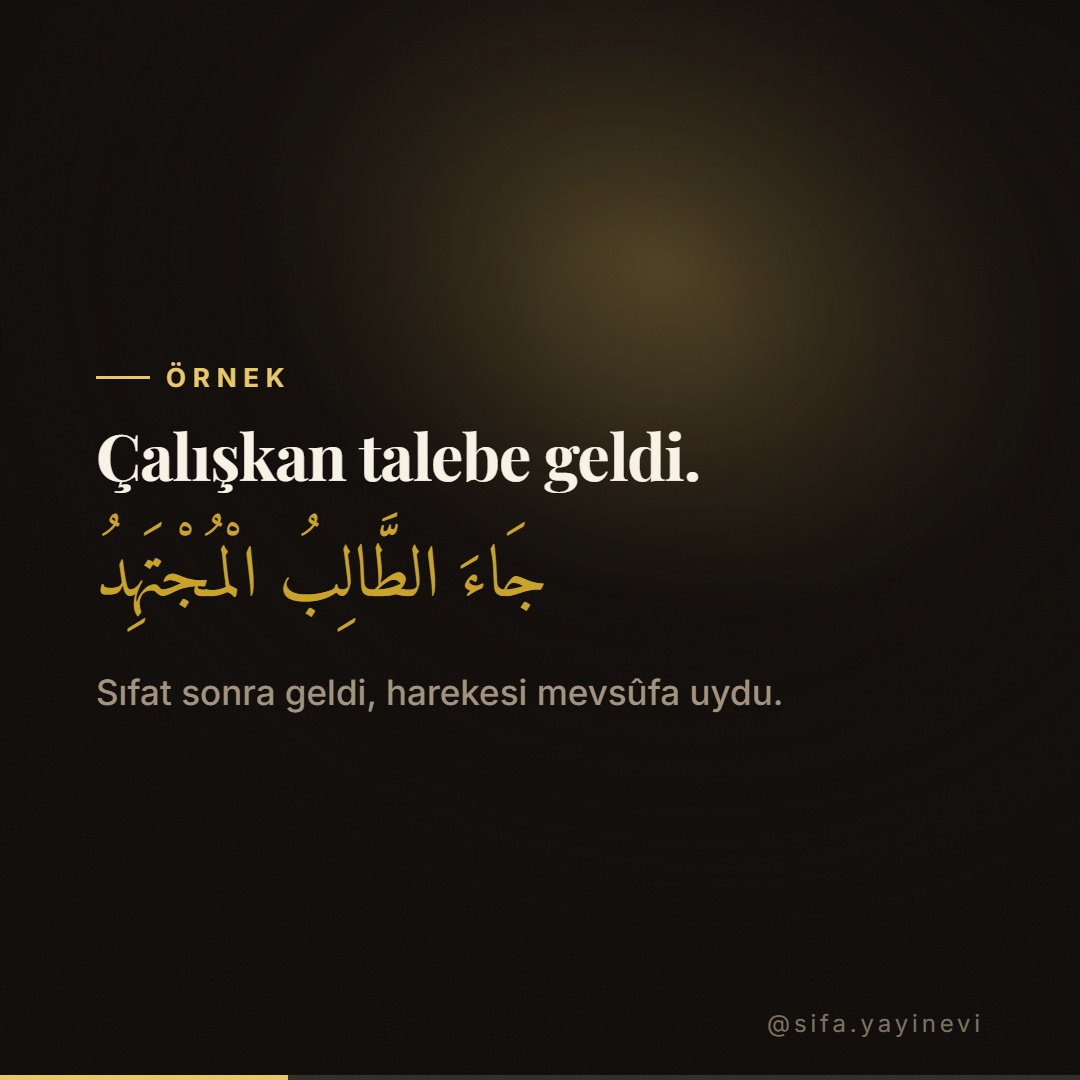 ÖRNEK
Çalışkan talebe geldi.
جَاءَ الطَّالِبُ الْمُجْتَهِدُ
Sıfat sonra geldi, harekesi mevsûfa uydu.
@sifa.yayinevi